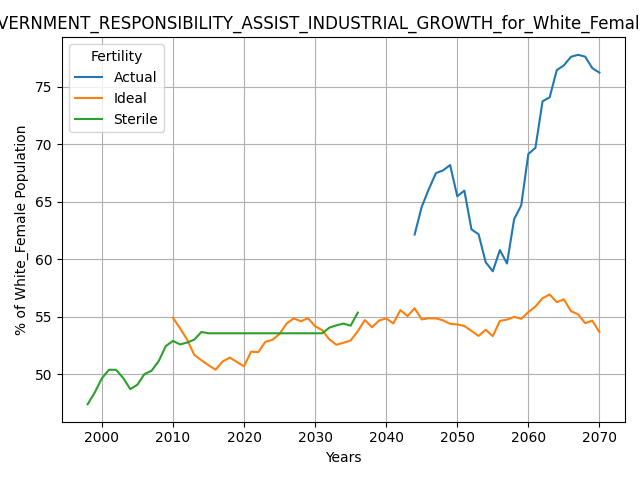 VERNMENT_RESPONSIBILITY_ASSIST_INDUSTRIAL_GROWTH_for_White_Femal
Fertility
Actual
Ideal
Sterile
% of White_Female Population
75
70
65
60
55
50
2000 2010 2020 2030 2040 2050 2060 2070
Years